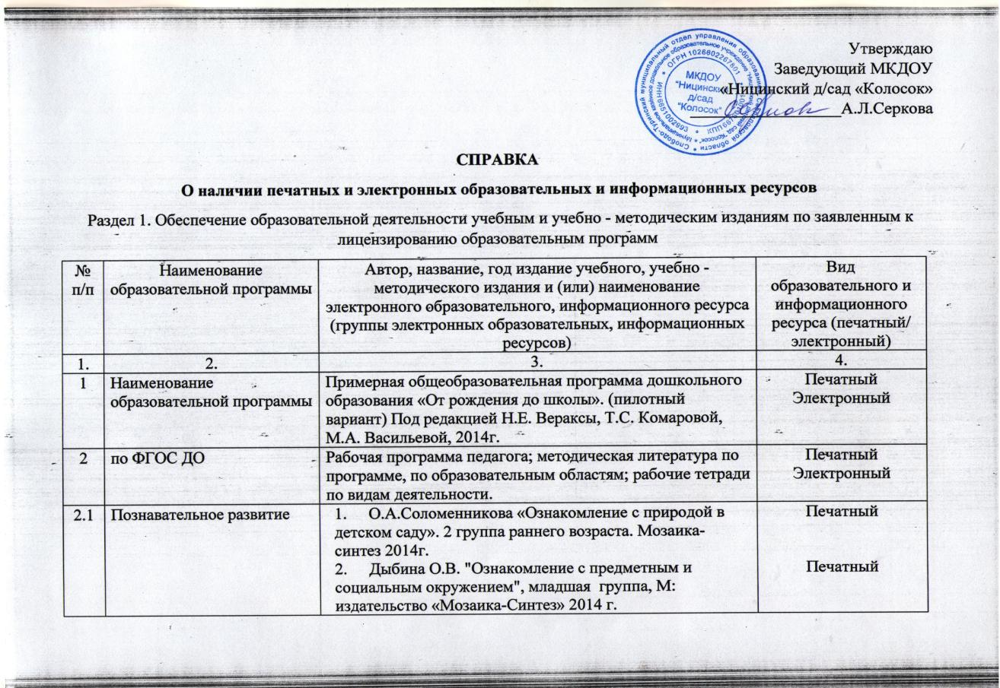 Утверждаю
Заведующий МКДОУ
«Ницинский д/сад «Колосок»
А.Л.Серкова
МКДОУ
"Ницинский
д/сад
"Колосок"
ОГРН 1026602267801
СПРАВКА
О наличии печатных и электронных образовательных и информационных ресурсов
Раздел 1. Обеспечение образовательной деятельности учебным и учебно - методическим изданиям по заявленным к
лицензированию образовательным программ
№
п/п
Наименование
образовательной программы
Автор, название, год издание учебного, учебно -
методического издания и (или) наименование
электронного образовательного, информационного ресурса
(группы электронных образовательных, информационных
ресурсов)
Вид
образовательного и
информационного
ресурса (печатный/
электронный)
1. 2. 3. 4.
1
Наименование
образовательной программы
Примерная общеобразовательная программа дошкольного
образования «От рождения до школы». (пилотный
вариант) Под редакцией Н.Е. Вераксы, Т.С. Комаровой,
М.А. Васильевой, 2014г.
Печатный
Электронный
2
по ФГОС ДО
Рабочая программа педагога; методическая литература по
программе, по образовательным областям; рабочие тетради
по видам деятельности.
Печатный
Электронный
2.1
Познавательное развитие
1. О.А.Соломенникова «Ознакомление с природой в
детском саду». 2 группа раннего возраста. Мозаика-
синтез 2014г.
2. Дыбина О.В. "Ознакомление с предметным и
социальным окружением", младшая группа, М:
издательство «Мозаика-Синтез» 2014 г.
Печатный
Печатный